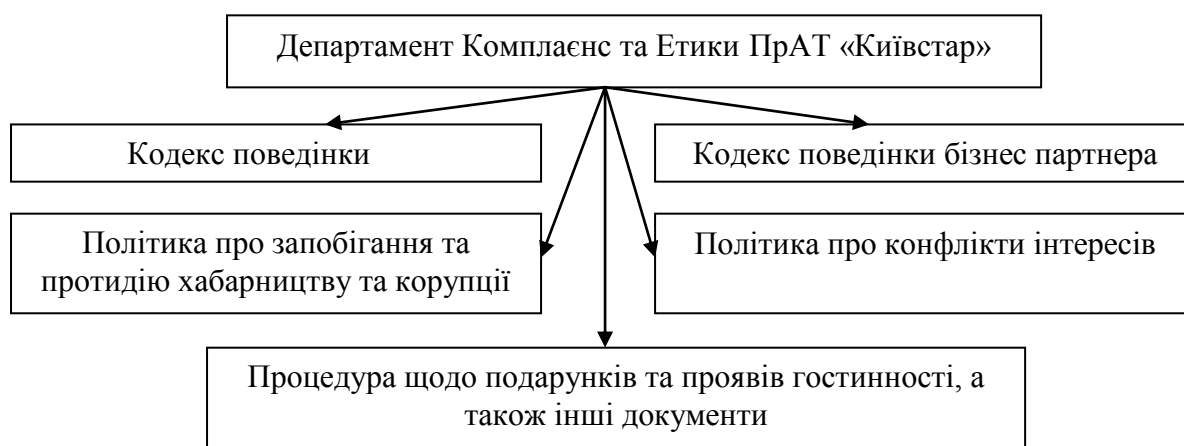 Департамент Комплаєнс та Етики ПрАТ «Київстар»
Кодекс поведінки
Кодекс поведінки бізнес партнера
Політика про запобігання та
протидію хабарництву та корупції
Політика про конфлікти інтересів
Процедура щодо подарунків та проявів гостинності, а
також інші документи